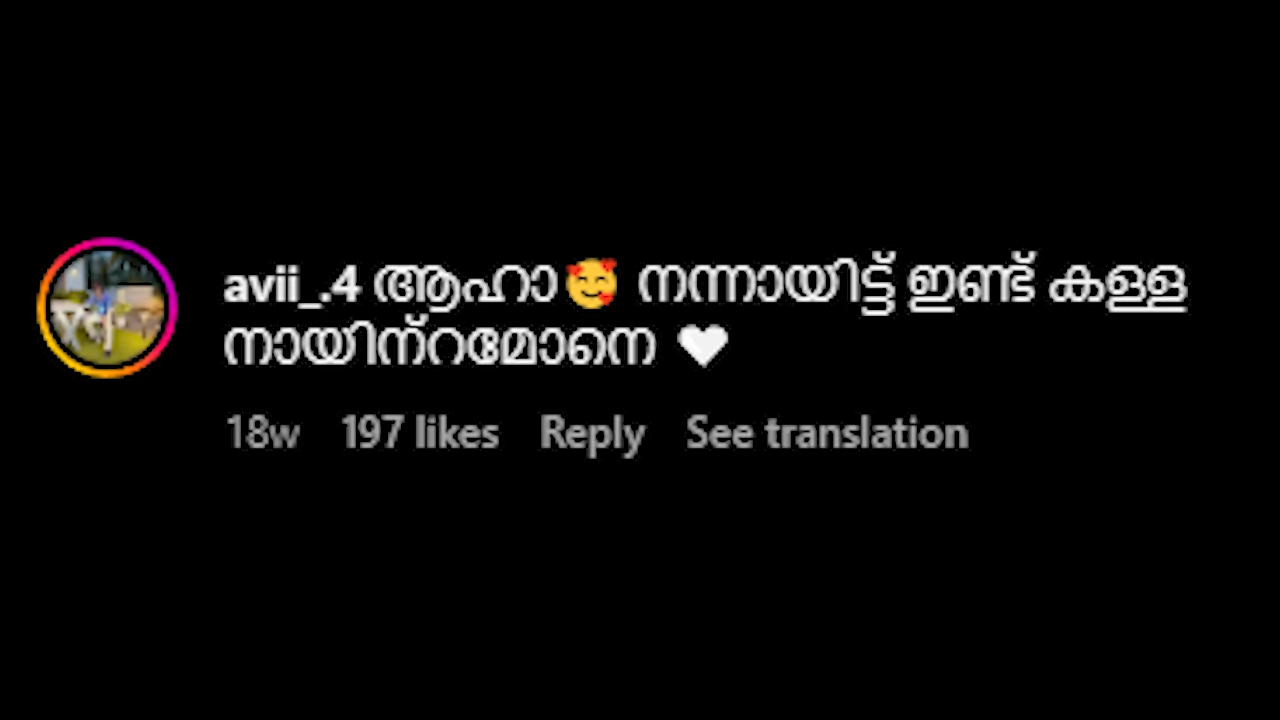 avii_.4 ആഹാ🥰 നന്നായിട്ട് ഇണ്ട് കള്ള
നായിന്റമോനെ 🤍
18w 197 likes Reply See translation